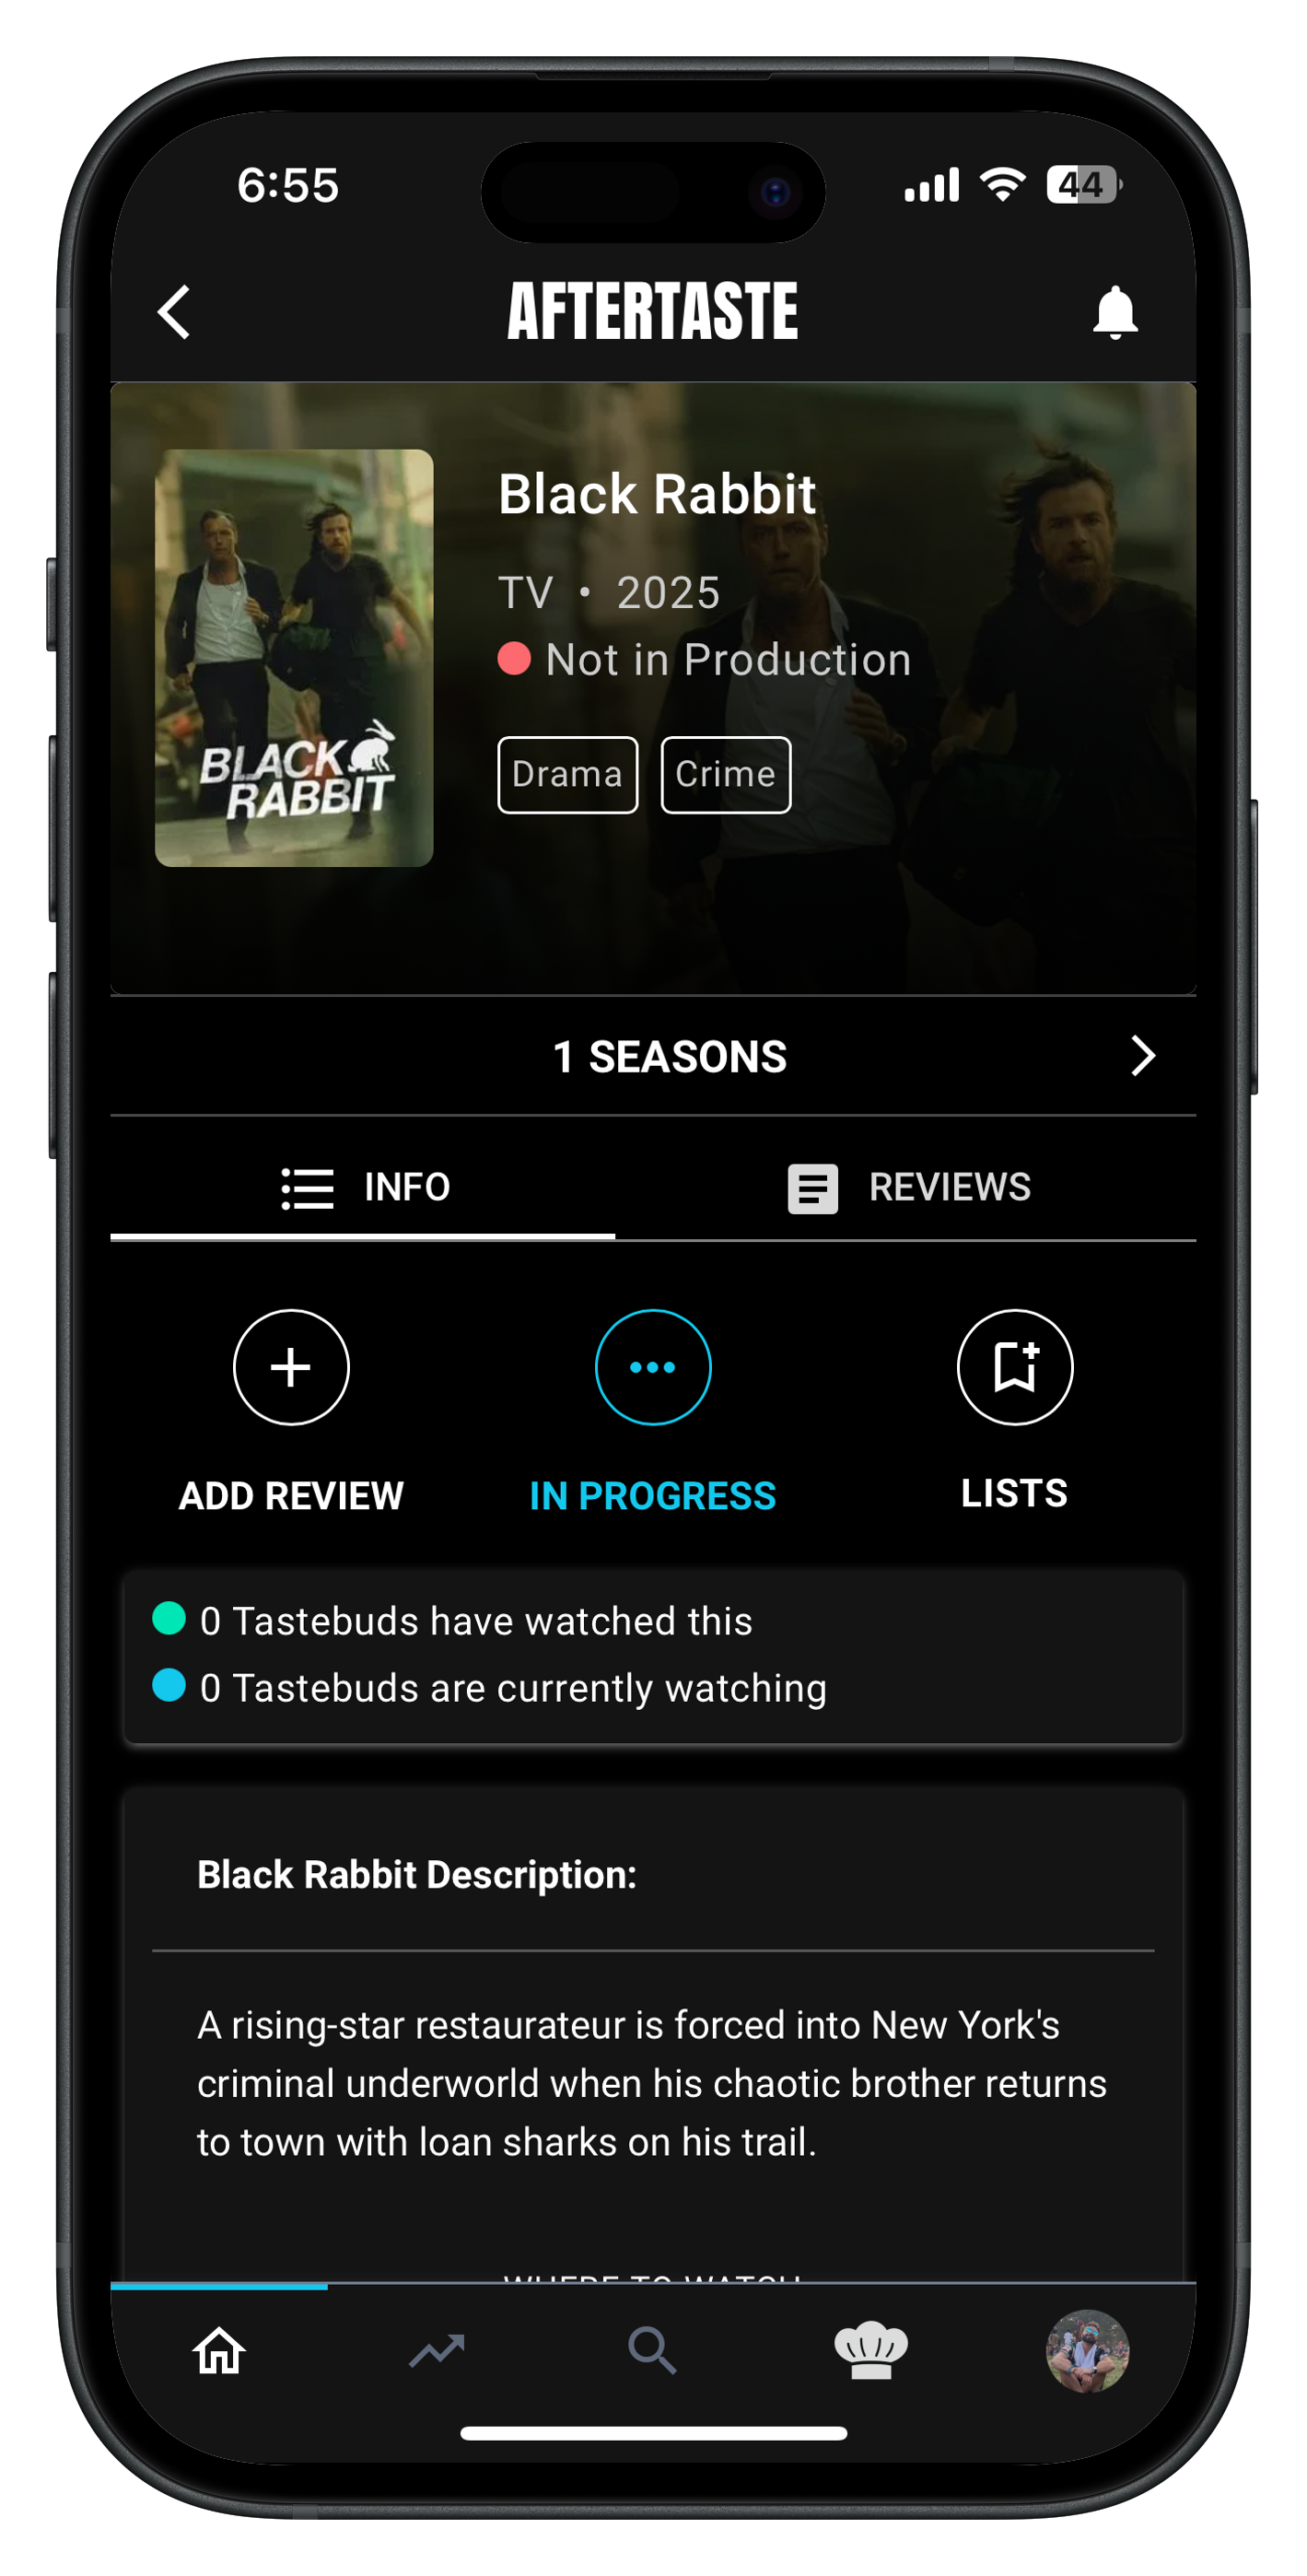 6:55
44
AFTERTASTE
Black Rabbit
TV • 2025
Not in Production
Drama Crime
BLACK
RABBIT
1 SEASONS
INFO REVIEWS
ADD REVIEW IN PROGRESS LISTS
0 Tastebuds have watched this
0 Tastebuds are currently watching
Black Rabbit Description:
A rising-star restaurateur is forced into New York's
criminal underworld when his chaotic brother returns
to town with loan sharks on his trail.
WHERE TO WATCH